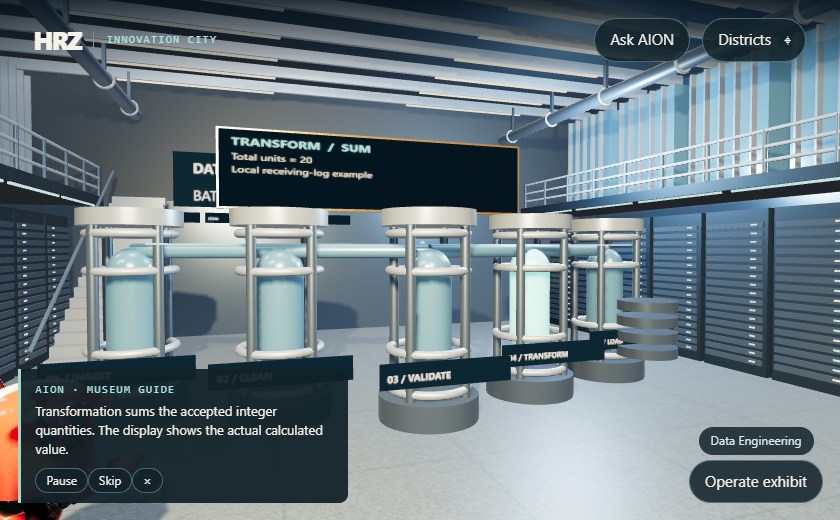 HRZ
INNOVATION CITY
Ask AION
Districts
TRANSFORM / SUM
Total units = 20
Local receiving-log example
DAT
BAT
01 / INGEST
02 / CLEAN
03 / VALIDATE
04 / TRANSFORM
AION • MUSEUM GUIDE
Transformation sums the accepted integer
quantities. The display shows the actual calculated
value.
Pause
Skip
×
Data Engineering
Operate exhibit